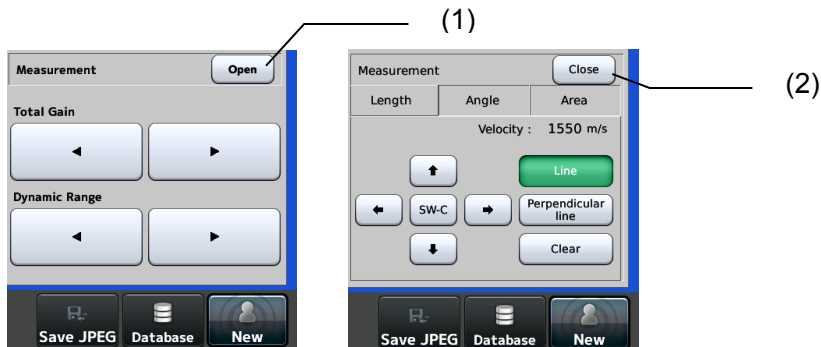 (1)
Measurement Open
Total Gain
Dynamic Range
Save JPEG Database New
(2)
Measurement Close
Length Angle Area
Velocity : 1550 m/s
Line
SW-C Perpendicular
line
Clear
Save JPEG Database New